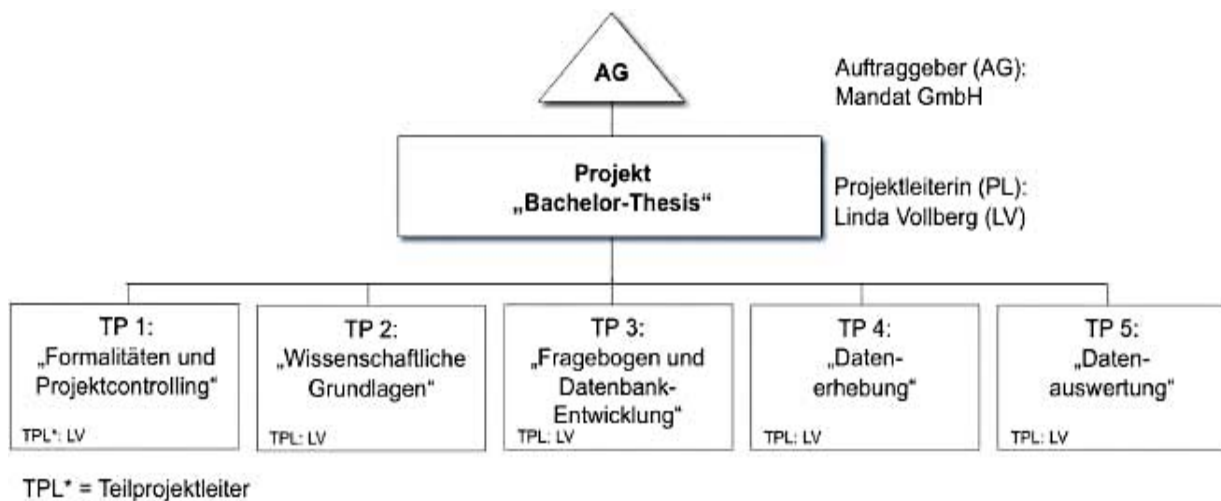 AG
Auftraggeber (AG):
Mandat GmbH
Projekt
„Bachelor-Thesis“
Projektleiterin (PL):
Linda Vollberg (LV)
TP 1:
„Formalitäten und
Projektcontrolling“
TPL*: LV
TP 2:
„Wissenschaftliche
Grundlagen“
TPL: LV
TP 3:
„Fragebogen und
Datenbank-
Entwicklung“
TPL: LV
TP 4:
„Daten-
erhebung“
TPL: LV
TP 5:
„Daten-
auswertung“
TPL: LV
TPL* = Teilprojektleiter